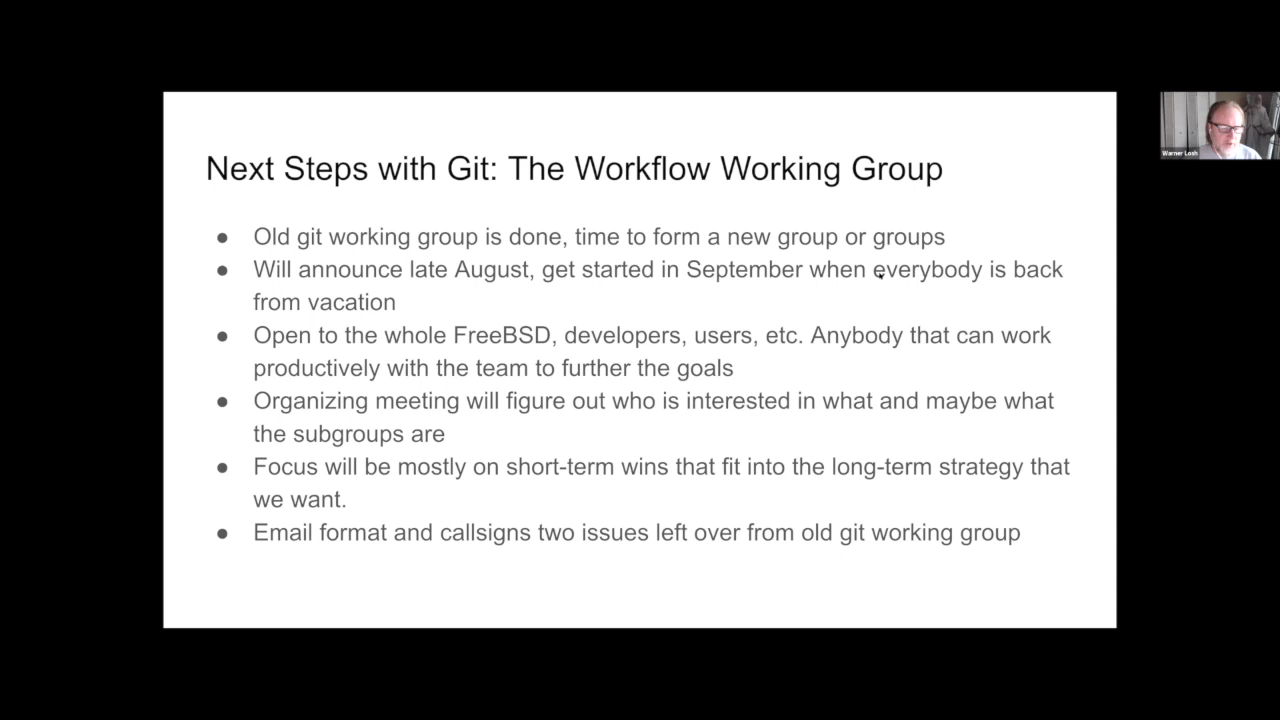 Next Steps with Git: The Workflow Working Group
● Old git working group is done, time to form a new group or groups
● Will announce late August, get started in September when everybody is back
from vacation
● Open to the whole FreeBSD, developers, users, etc. Anybody that can work
productively with the team to further the goals
● Organizing meeting will figure out who is interested in what and maybe what
the subgroups are
● Focus will be mostly on short-term wins that fit into the long-term strategy that
we want.
● Email format and callsigns two issues left over from old git working group
Warner Losh